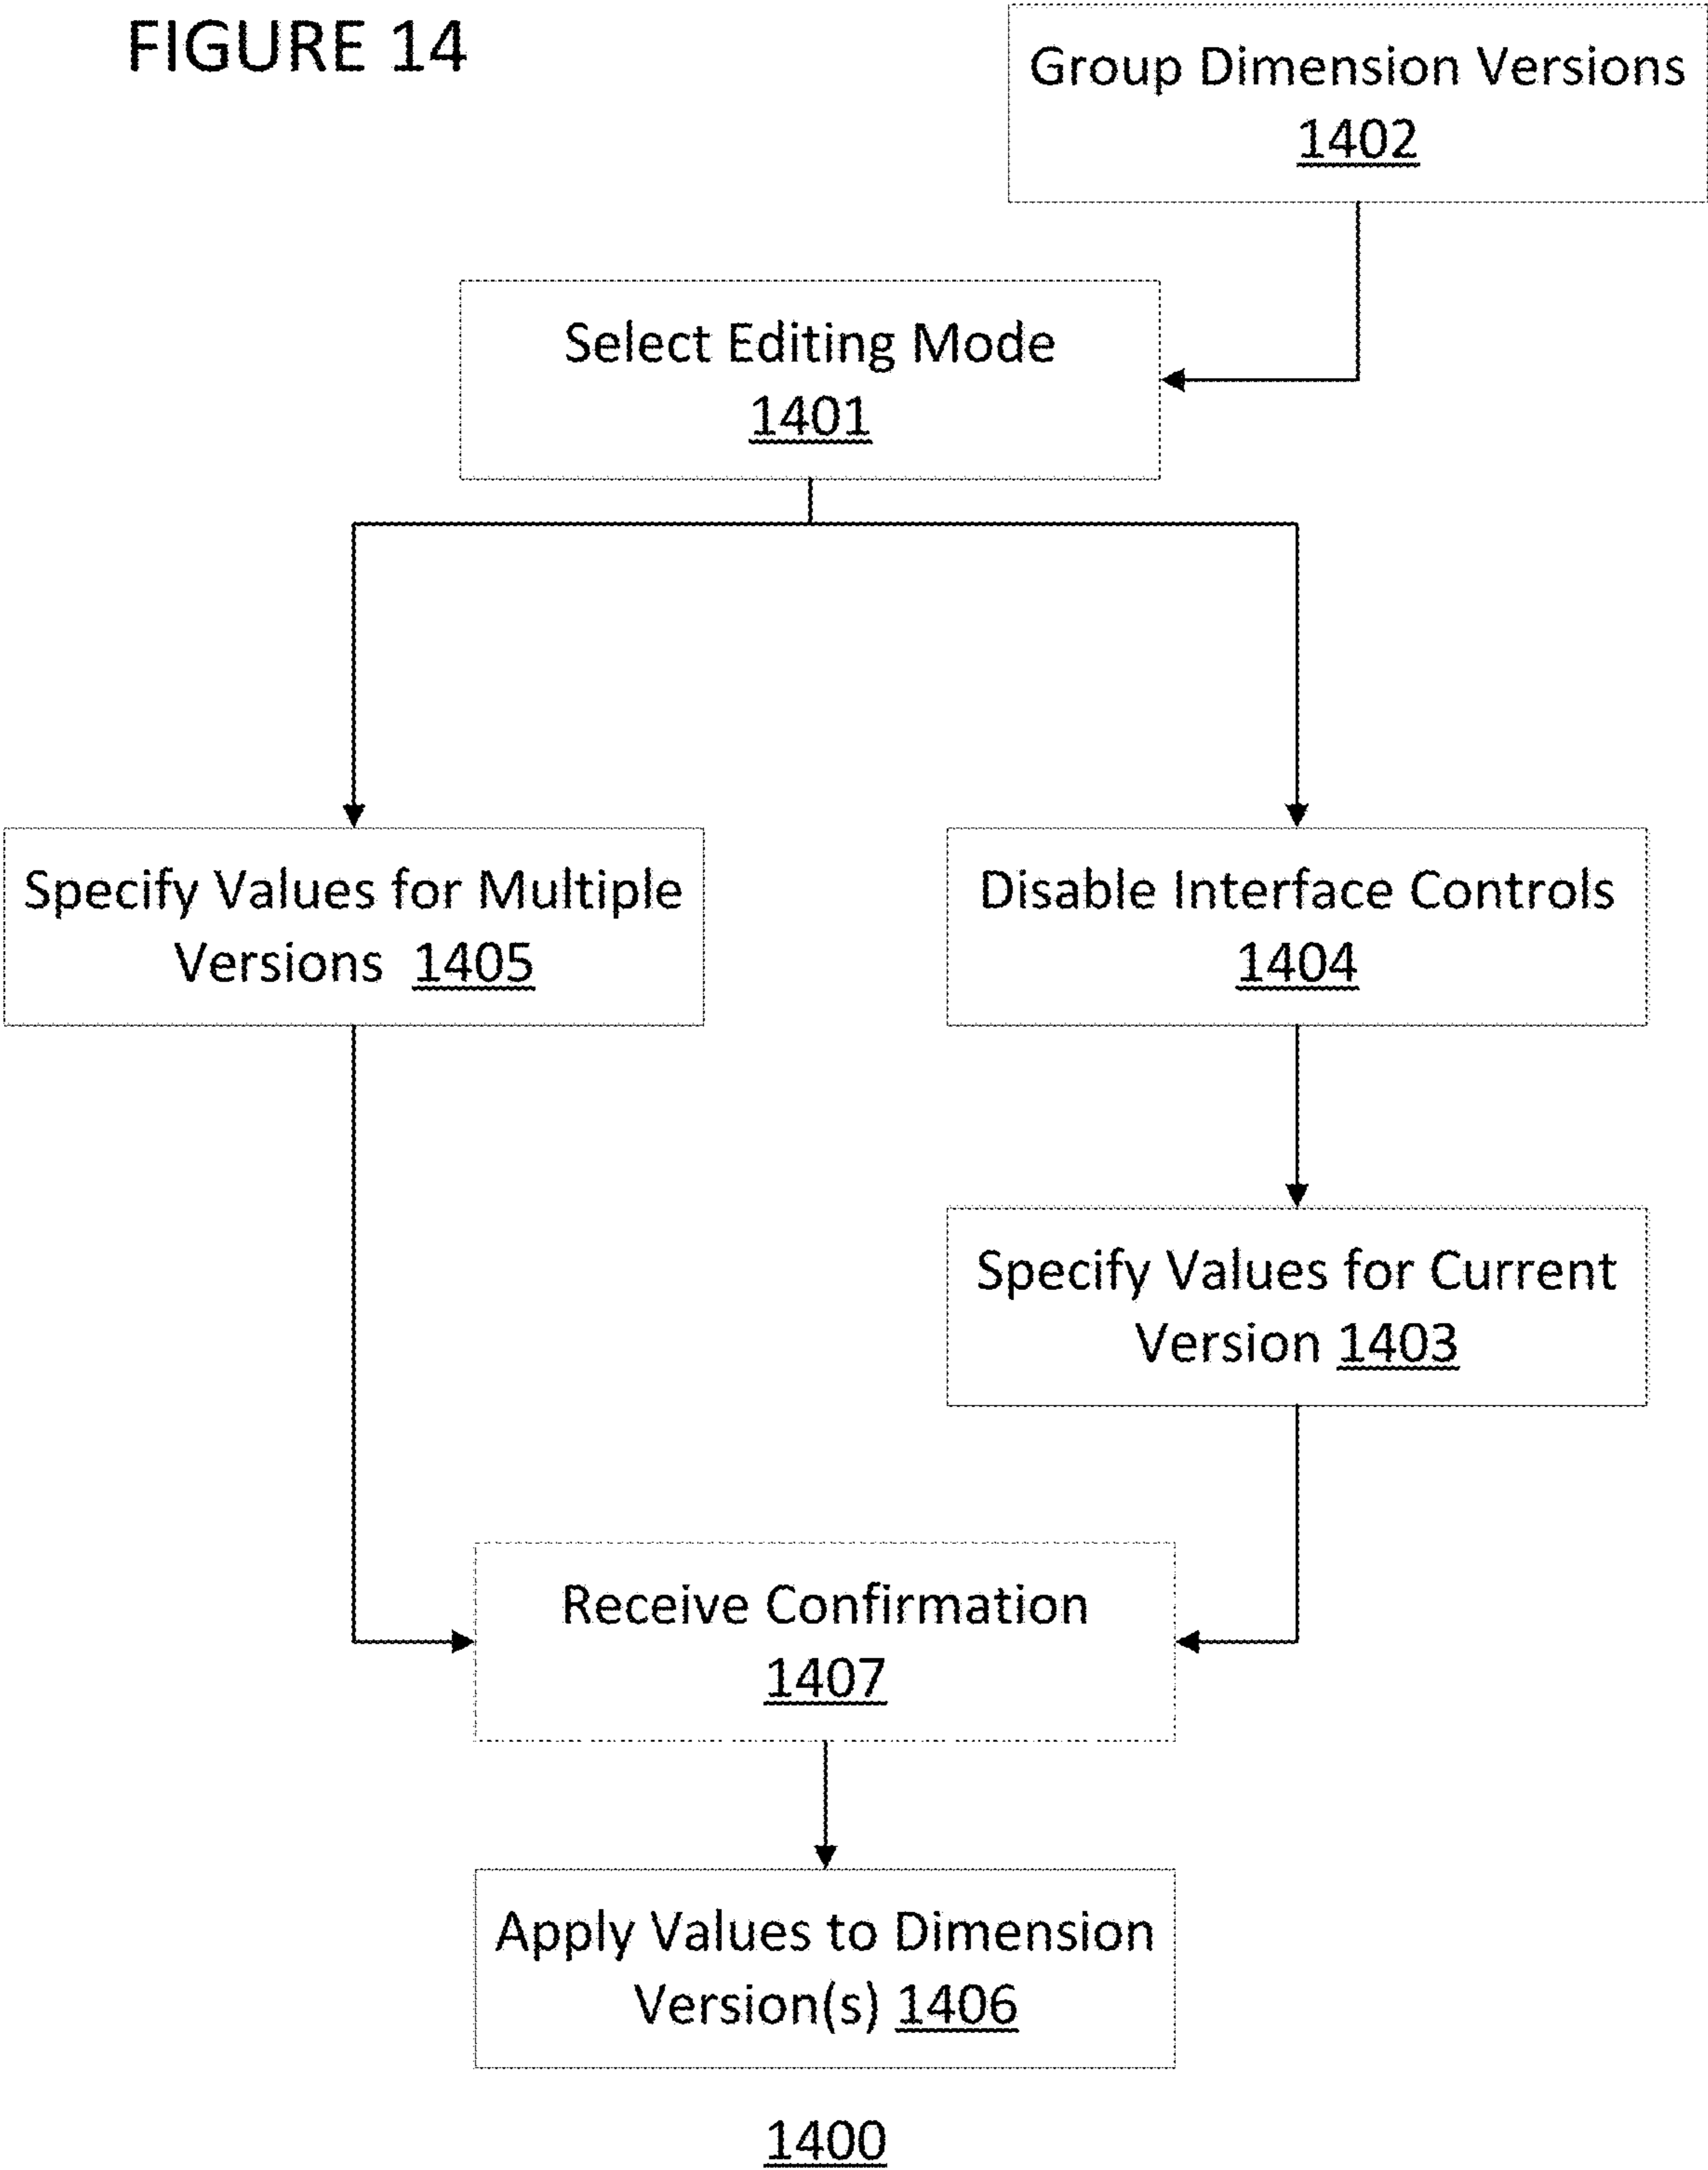 FIGURE 14
Group Dimension Versions
1402
Select Editing Mode
1401
Specify Values for Multiple
Versions 1405
Disable Interface Controls
1404
Specify Values for Current
Version 1403
Receive Confirmation
1407
Apply Values to Dimension
Version(s) 1406
1400